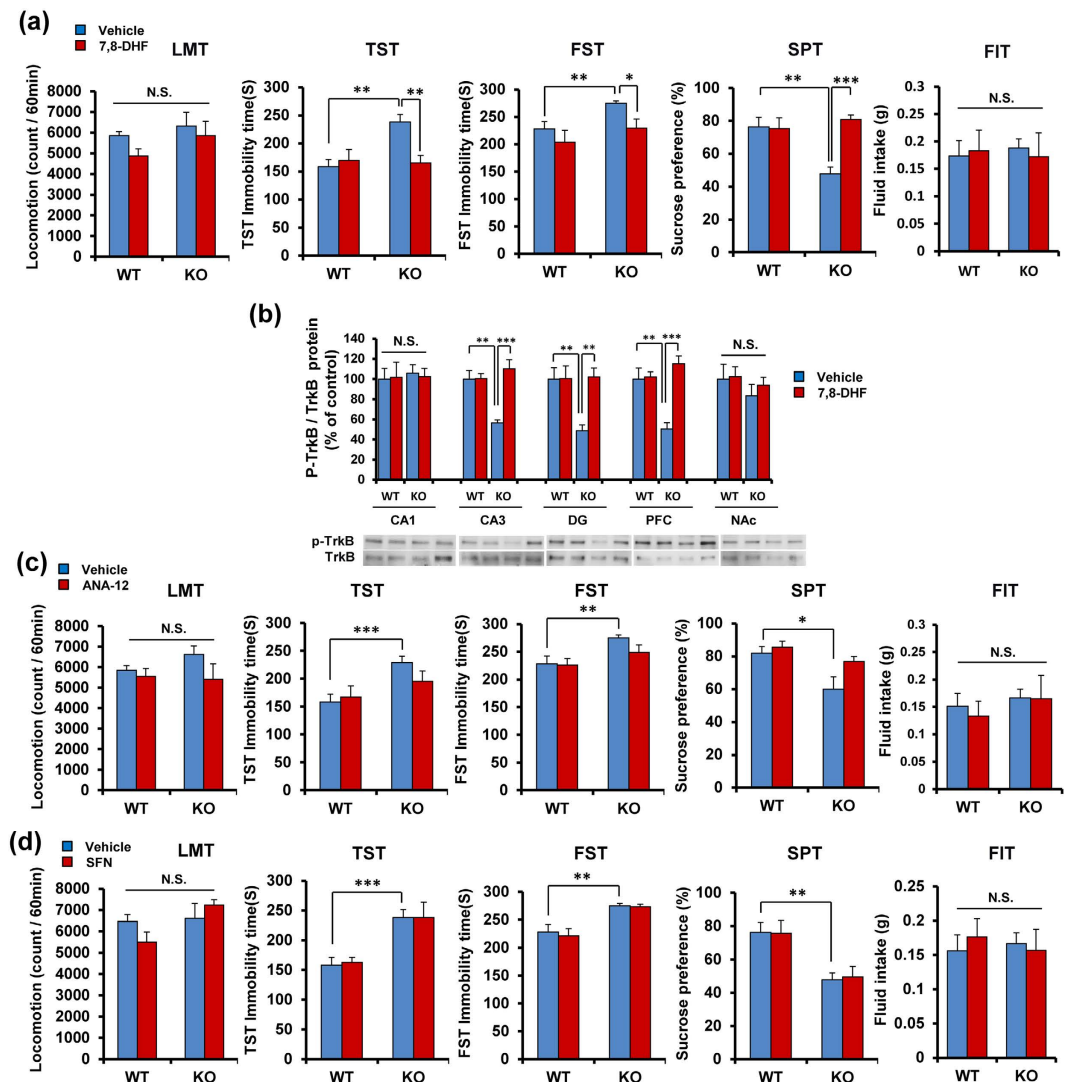 (a)
Vehicle
7,8-DHF
LMT
TST
FST
SPT
FIT
Locomotion (count / 60min)
8000
7000
6000
5000
4000
3000
2000
1000
0
N.S.
WT KO
TST Immobility time(S)
300
250
200
150
100
50
0
** **
WT KO
FST Immobility time(S)
300
250
200
150
100
50
0
** *
WT KO
Sucrose preference (%)
100
80
60
40
20
0
** ***
WT KO
Fluid intake (g)
0.3
0.25
0.2
0.15
0.1
0.05
0
N.S.
WT KO
(b)
P-TrkB / TrkB protein
(% of control)
140
120
100
80
60
40
20
0
N.S. ** *** ** ** ** *** N.S.
Vehicle
7,8-DHF
WT KO WT KO WT KO WT KO WT KO
CA1 CA3 DG PFC NAc
p-TrkB
TrkB
(c)
Vehicle
ANA-12
LMT
TST
FST
SPT
FIT
Locomotion (count / 60min)
8000
7000
6000
5000
4000
3000
2000
1000
0
N.S.
WT KO
TST Immobility time(S)
300
250
200
150
100
50
0
***
WT KO
FST Immobility time(S)
300
250
200
150
100
50
0
**
WT KO
Sucrose preference (%)
100
80
60
40
20
0
*
WT KO
Fluid intake (g)
0.3
0.25
0.2
0.15
0.1
0.05
0
N.S.
WT KO
(d)
Vehicle
SFN
LMT
TST
FST
SPT
FIT
Locomotion (count / 60min)
8000
7000
6000
5000
4000
3000
2000
1000
0
N.S.
WT KO
TST Immobility time(S)
300
250
200
150
100
50
0
***
WT KO
FST Immobility time(S)
300
250
200
150
100
50
0
**
WT KO
Sucrose preference (%)
100
80
60
40
20
0
**
WT KO
Fluid intake (g)
0.25
0.2
0.15
0.1
0.05
0
N.S.
WT KO